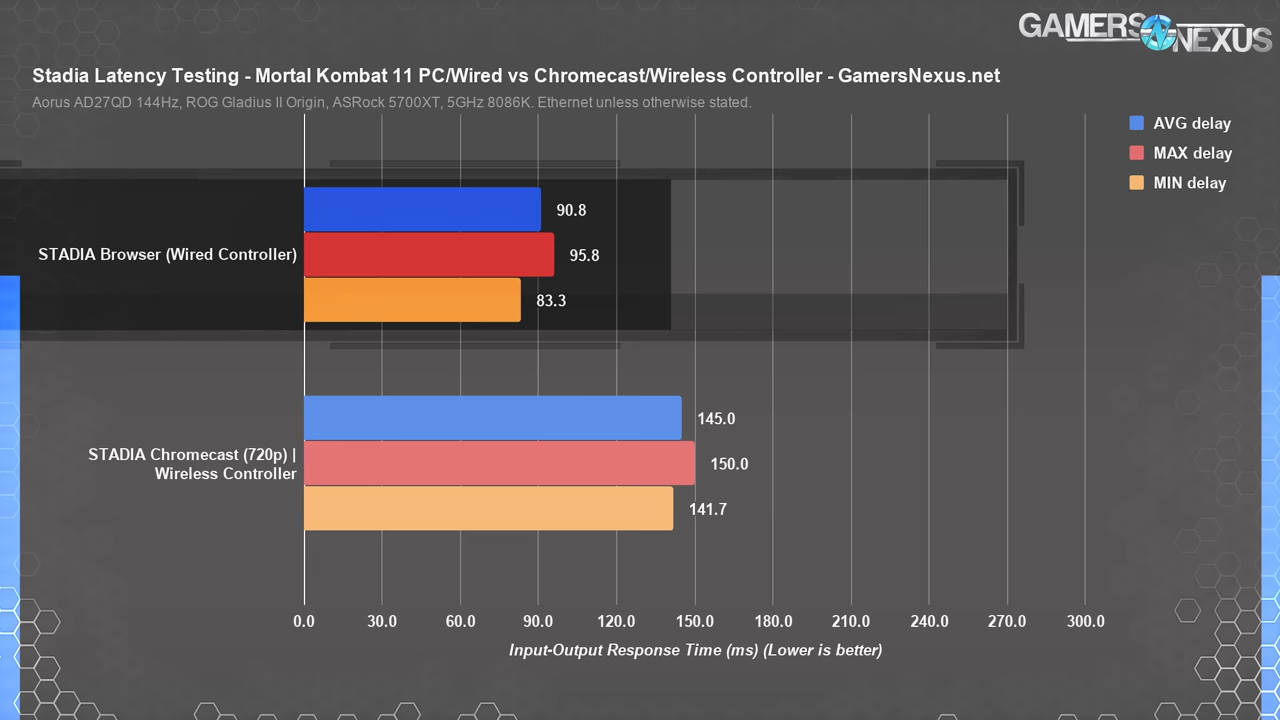 GAMERS NEXUS
Stadia Latency Testing - Mortal Kombat 11 PC/Wired vs Chromecast/Wireless Controller - GamersNexus.net
Aorus AD27QD 144Hz, ROG Gladius II Origin, ASRock 5700XT, 5GHz 8086K. Ethernet unless otherwise stated.
AVG delay
MAX delay
MIN delay
STADIA Browser (Wired Controller)
90.8
95.8
83.3
STADIA Chromecast (720p) |
Wireless Controller
145.0
150.0
141.7
0.0 30.0 60.0 90.0 120.0 150.0 180.0 210.0 240.0 270.0 300.0
Input-Output Response Time (ms) (Lower is better)